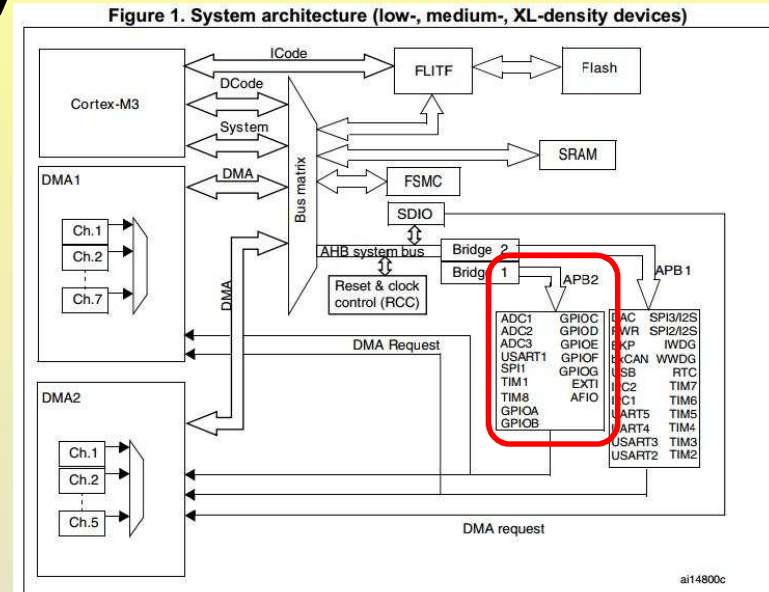 Figure 1. System architecture (low-, medium-, XL-density devices)
ICode
FLITF
Flash
DCode
Cortex-M3
System
SRAM
DMA1
DMA
FSMC
Bus matrix
SDIO
Ch.1
Ch.2
AHB system bus
Bridge 2
Bridge 1
APB2
APB1
Reset & clock
control (RCC)
DMA
Ch.7
DMA Request
ADC1 GPIOC
ADC2 GPIOD
ADC3 GPIOE
USART1 GPIOF
SPI1 GPIOG
TIM1 EXTI
TIM8 AFIO
GPIOA
GPIOB
DAC SPI3/I2S
PWR SPI2/I2S
BKP IWDG
bxCAN WWDG
USB RTC
I2C2 TIM7
I2C1 TIM6
UART5 TIM5
UART4 TIM4
USART3 TIM3
USART2 TIM2
DMA2
Ch.1
Ch.2
Ch.5
DMA request
ai14800c